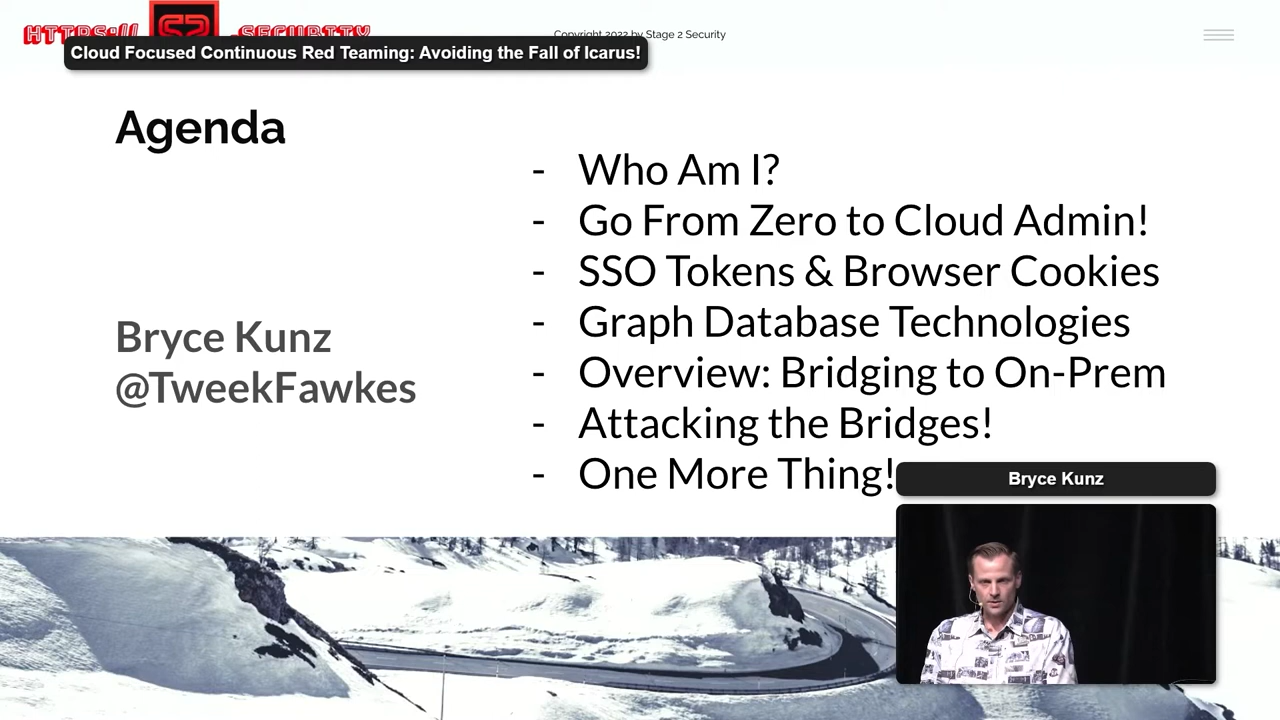 HTTPS:// S2 .SECURITY
Copyright 2022 by Stage 2 Security
Cloud Focused Continuous Red Teaming: Avoiding the Fall of Icarus!
Agenda
- Who Am I?
- Go From Zero to Cloud Admin!
- SSO Tokens & Browser Cookies
- Graph Database Technologies
- Overview: Bridging to On-Prem
- Attacking the Bridges!
- One More Thing!
Bryce Kunz
@TweekFawkes
Bryce Kunz